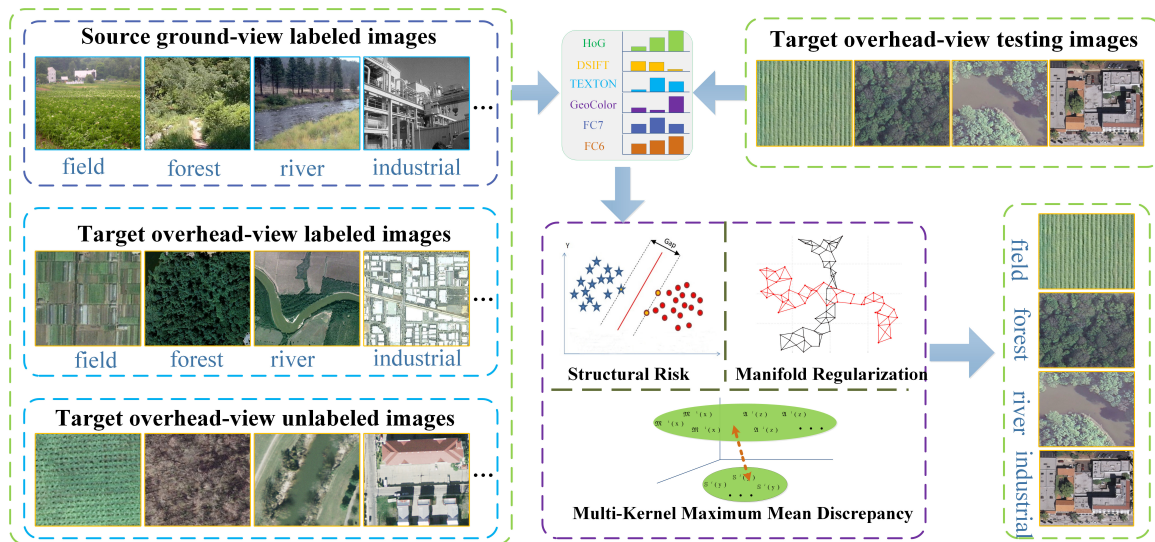 Source ground-view labeled images
field
forest
river
industrial
...
Target overhead-view labeled images
field
forest
river
industrial
...
Target overhead-view unlabeled images
...
HoG
DSIFT
TEXTON
GeoColor
FC7
FC6
Target overhead-view testing images
Y
Gap
Structural Risk
Manifold Regularization
Multi-Kernel Maximum Mean Discrepancy
field
forest
river
industrial